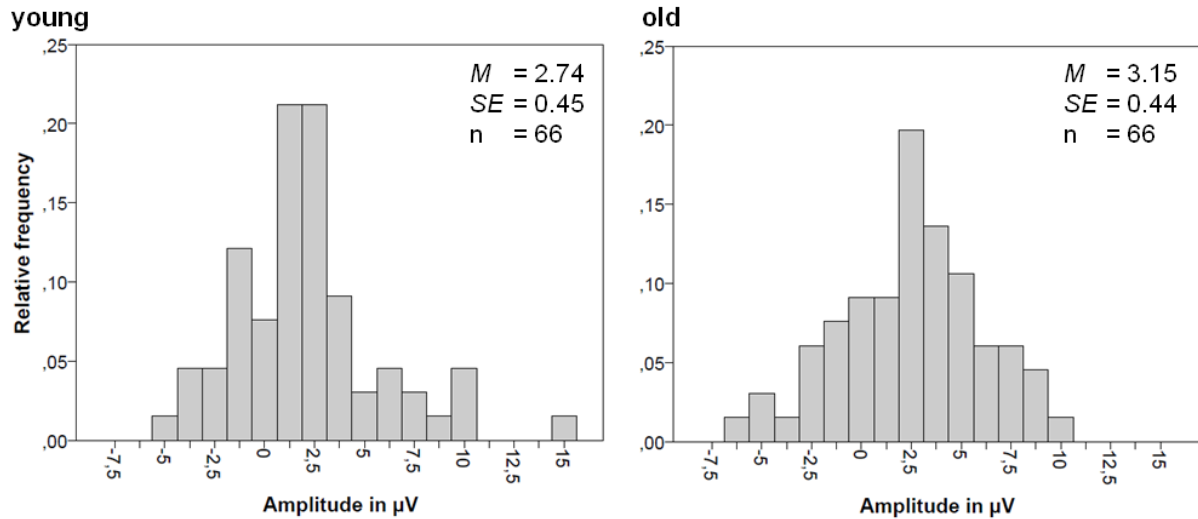 young
,25
,20
,15
,10
,05
,00
Relative frequency
M = 2.74
SE = 0.45
n = 66
-7,5
-5
-2,5
0
2,5
5
7,5
10
12,5
15
Amplitude in µV
old
,25
,20
,15
,10
,05
,00
M = 3.15
SE = 0.44
n = 66
-7,5
-5
-2,5
0
2,5
5
7,5
10
12,5
15
Amplitude in µV